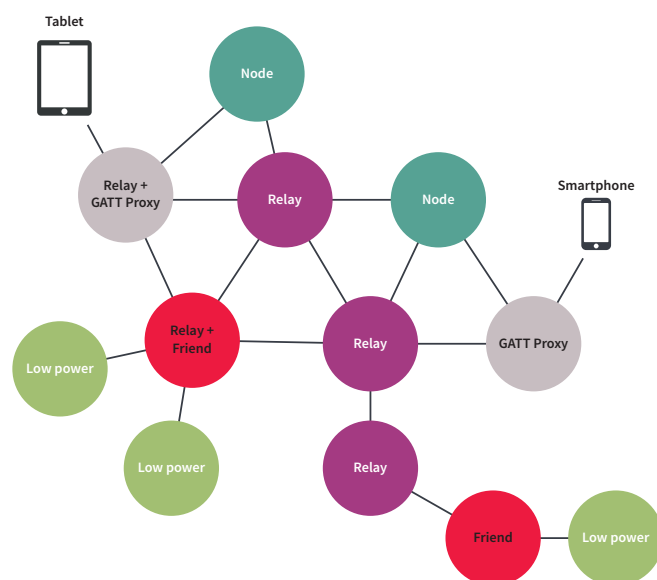 Tablet
Node
Relay +
GATT Proxy
Relay
Node
Smartphone
Relay +
Friend
Relay
GATT Proxy
Low power
Low power
Relay
Friend
Low power